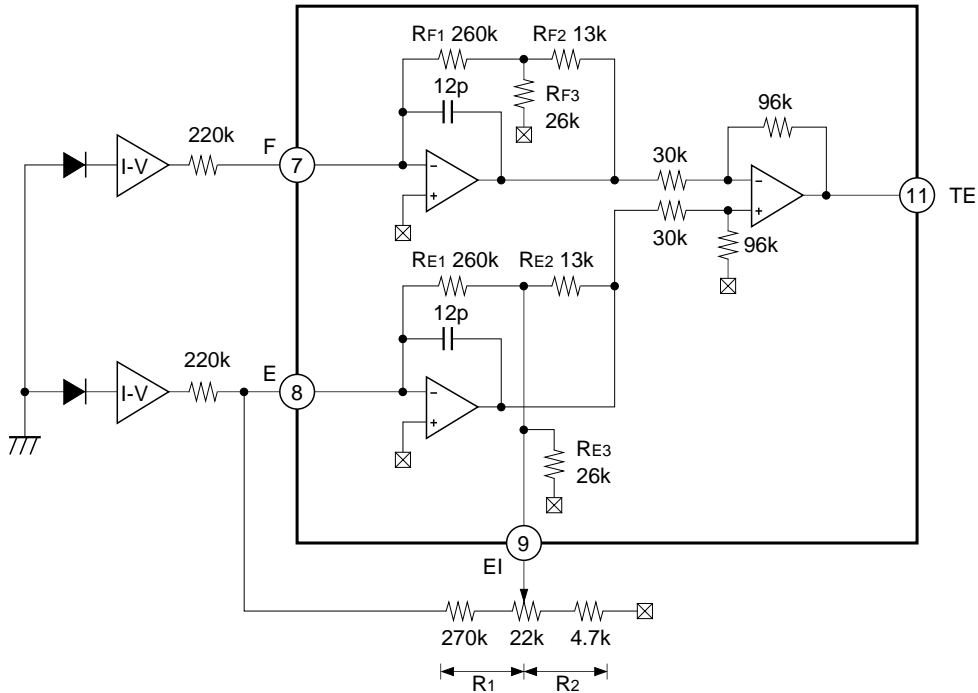 RF1 260k
RF2 13k
12p
RF3
26k
96k
220k
F
I-V
7
30k
11
TE
30k
96k
RE1 260k
RE2 13k
12p
220k
E
I-V
8
RE3
26k
9
EI
270k
22k
4.7k
R1
R2